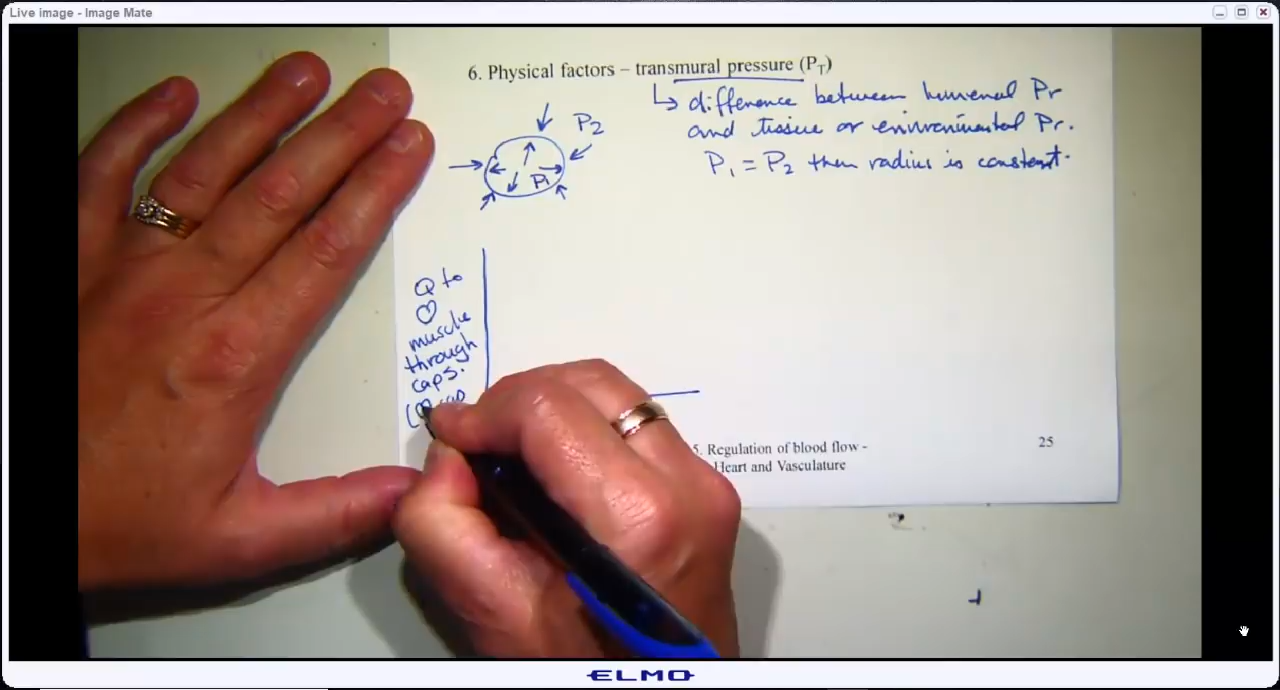 Live image - Image Mate
6. Physical factors – transmural pressure (PT)
↳ difference between lumenal Pr
and tissue or environmental Pr.
P1 = P2 then radius is constant.
P2
P1
Q to
♡
muscle
through
caps.
5. Regulation of blood flow -
Heart and Vasculature
25
ELMO